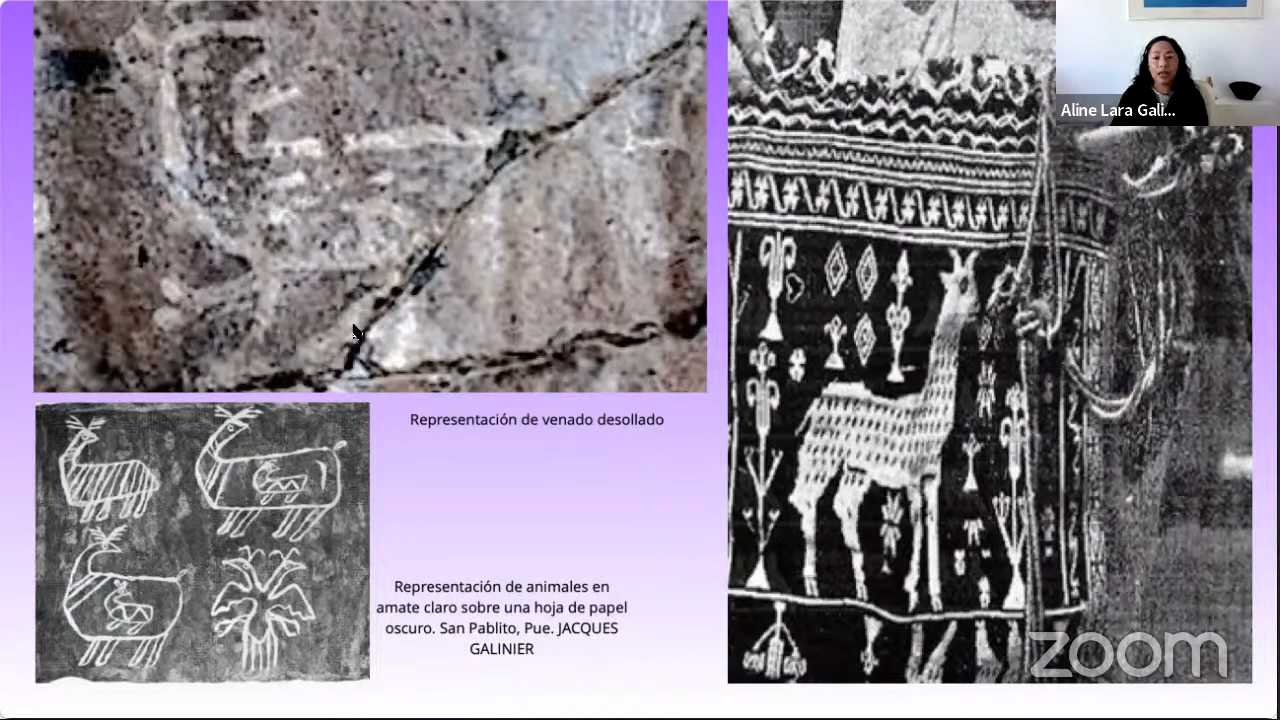 Aline Lara Gali...
Representación de venado desollado
Representación de animales en
amate claro sobre una hoja de papel
oscuro. San Pablito, Pue. JACQUES
GALINIER
zoom